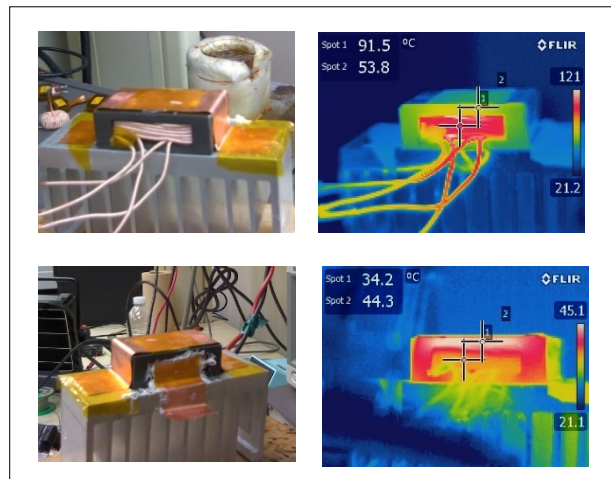 Spot 1 91.5 °C
Spot 2 53.8
FLIR
2
1
121
21.2
Spot 1 34.2 °C
Spot 2 44.3
FLIR
2
1
45.1
21.1